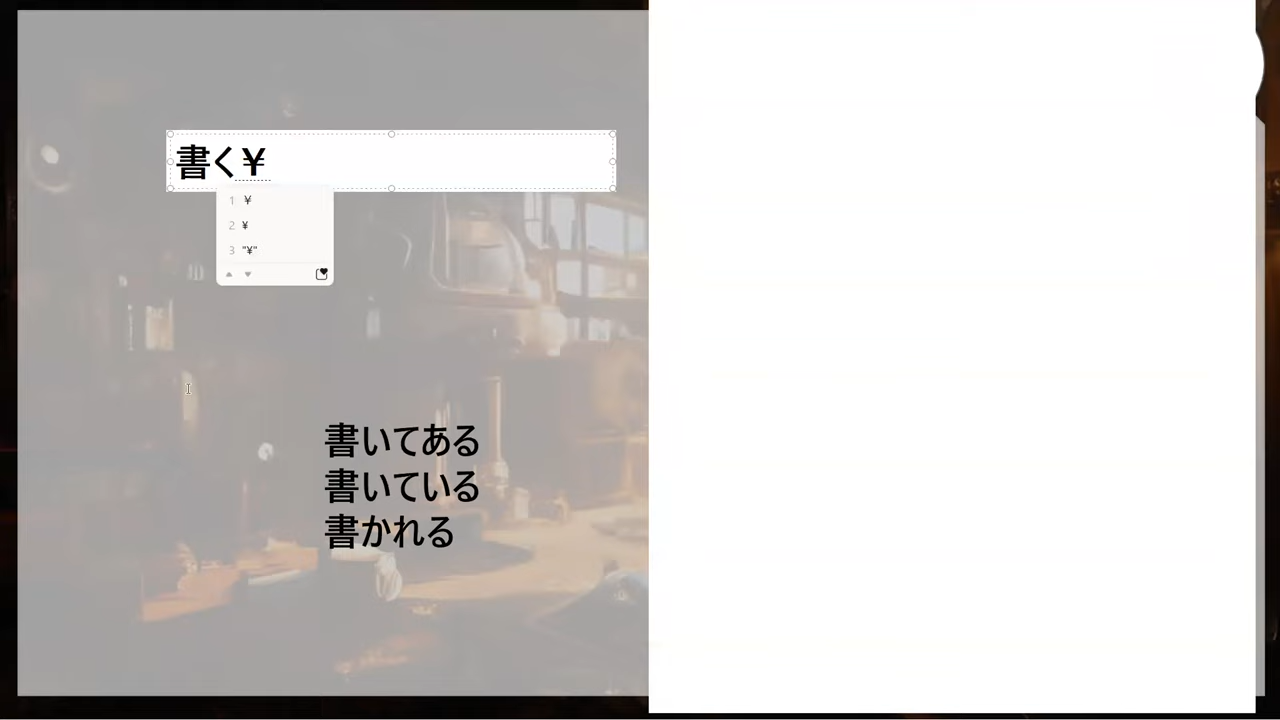 書く￥
1 ￥
2 ¥
3 "¥"
書いてある
書いている
書かれる